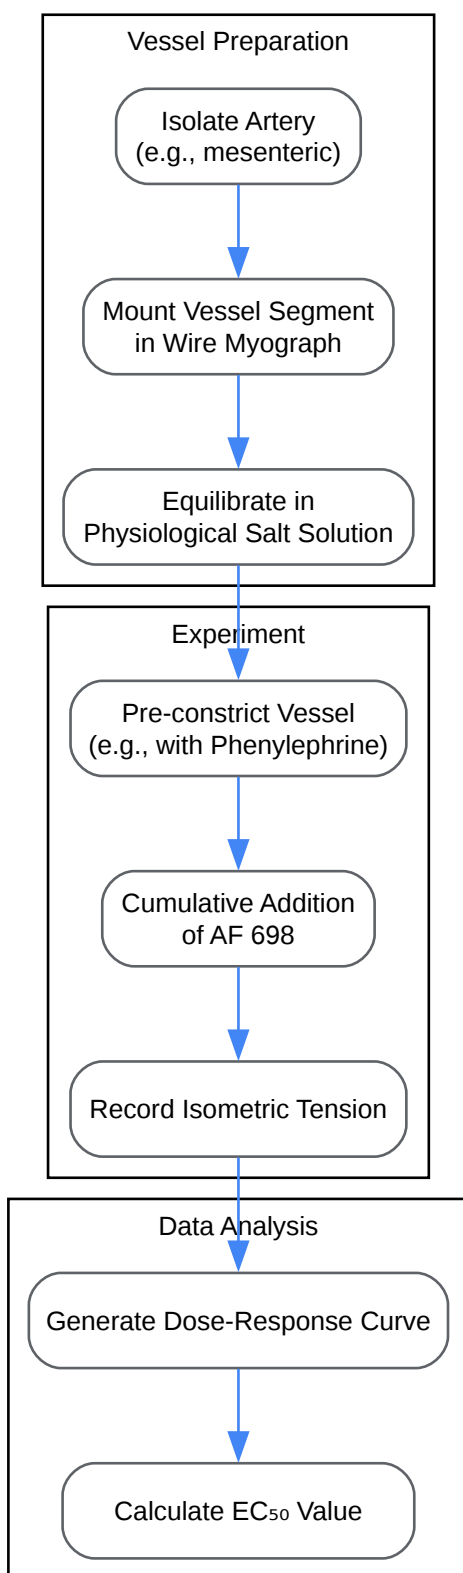 Vessel Preparation
Isolate Artery
(e.g., mesenteric)
Mount Vessel Segment
in Wire Myograph
Equilibrate in
Physiological Salt Solution
Experiment
Pre-constrict Vessel
(e.g., with Phenylephrine)
Cumulative Addition
of AF 698
Record Isometric Tension
Data Analysis
Generate Dose-Response Curve
Calculate EC₅₀ Value